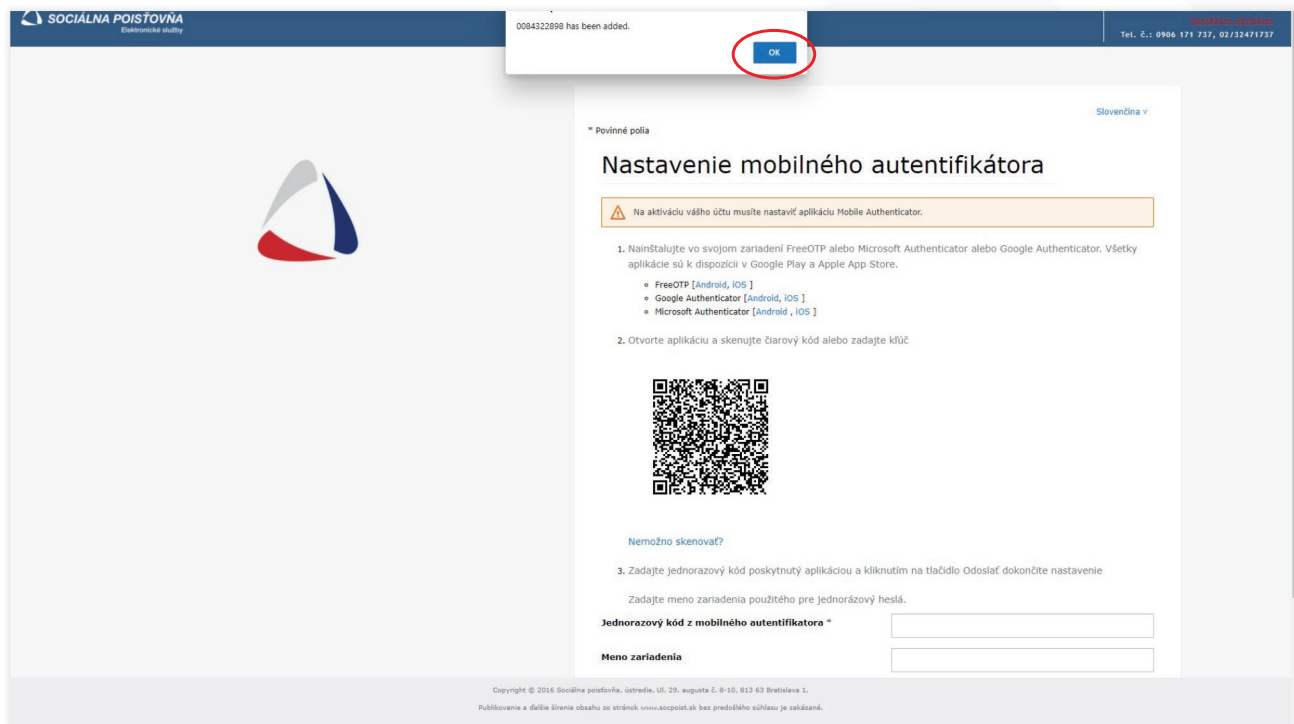 SOCIÁLNA POISŤOVŇA
Elektronické služby
0084322898 has been added.
OK
Tel. č.: 0906 171 737, 02/32471737
Slovenčina v
* Povinné polia
Nastavenie mobilného autentifikátora
Na aktiváciu vášho účtu musíte nastaviť aplikáciu Mobile Authenticator.
1. Nainštalujte vo svojom zariadení FreeOTP alebo Microsoft Authenticator alebo Google Authenticator. Všetky
aplikácie sú k dispozícii v Google Play a Apple App Store.
FreeOTP [Android, iOS ]
Google Authenticator [Android, iOS ]
Microsoft Authenticator [Android , iOS ]
2. Otvorte aplikáciu a skenujte čiarový kód alebo zadajte kľúč
Nemožno skenovať?
3. Zadajte jednorazový kód poskytnutý aplikáciou a kliknutím na tlačidlo Odoslať dokončite nastavenie
Zadajte meno zariadenia použitého pre jednorázový heslá.
Jednorazový kód z mobilného autentifikatora *
Meno zariadenia
Copyright © 2016 Sociálna poisťovňa, ústredie, Ul. 29. augusta č. 8-10, 813 63 Bratislava 1.
Publikovanie a ďalšie šírenie obsahu zo stránok www.socpoist.sk bez predošlého súhlasu je zakázané.